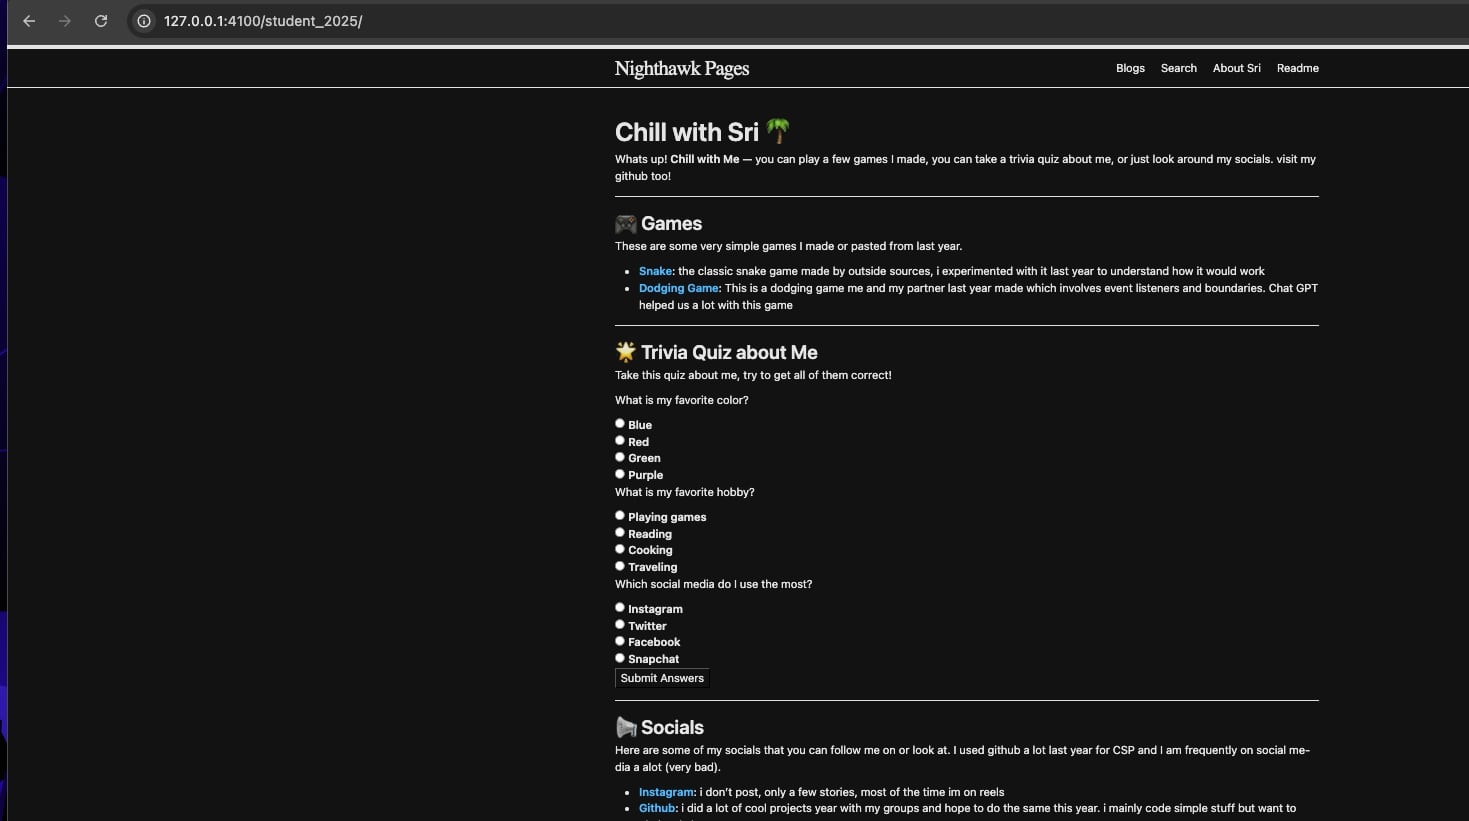 127.0.0.1:4100/student_2025/
Nighthawk Pages
Blogs Search About Sri Readme
Chill with Sri
Whats up! Chill with Me — you can play a few games I made, you can take a trivia quiz about me, or just look around my socials. visit my
github too!
Games
These are some very simple games I made or pasted from last year.
Snake: the classic snake game made by outside sources, i experimented with it last year to understand how it would work
Dodging Game: This is a dodging game me and my partner last year made which involves event listeners and boundaries. Chat GPT
helped us a lot with this game
Trivia Quiz about Me
Take this quiz about me, try to get all of them correct!
What is my favorite color?
Blue
Red
Green
Purple
What is my favorite hobby?
Playing games
Reading
Cooking
Traveling
Which social media do I use the most?
Instagram
Twitter
Facebook
Snapchat
Submit Answers
Socials
Here are some of my socials that you can follow me on or look at. I used github a lot last year for CSP and I am frequently on social me-
dia a alot (very bad).
Instagram: i don't post, only a few stories, most of the time im on reels
Github: i did a lot of cool projects year with my groups and hope to do the same this year. i mainly code simple stuff but want to